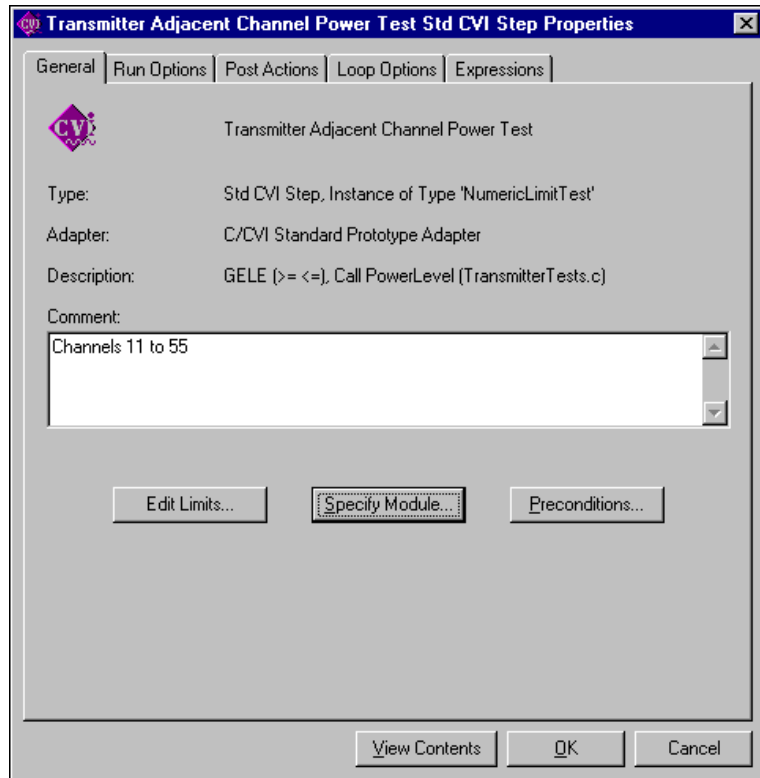 CVI Transmitter Adjacent Channel Power Test Std CVI Step Properties
General Run Options Post Actions Loop Options Expressions
CVI Transmitter Adjacent Channel Power Test
Type: Std CVI Step, Instance of Type 'NumericLimitTest'
Adapter: C/CVI Standard Prototype Adapter
Description: GELE (>= <=), Call PowerLevel (TransmitterTests.c)
Comment:
Channels 11 to 55
Edit Limits... Specify Module... Preconditions...
View Contents OK Cancel